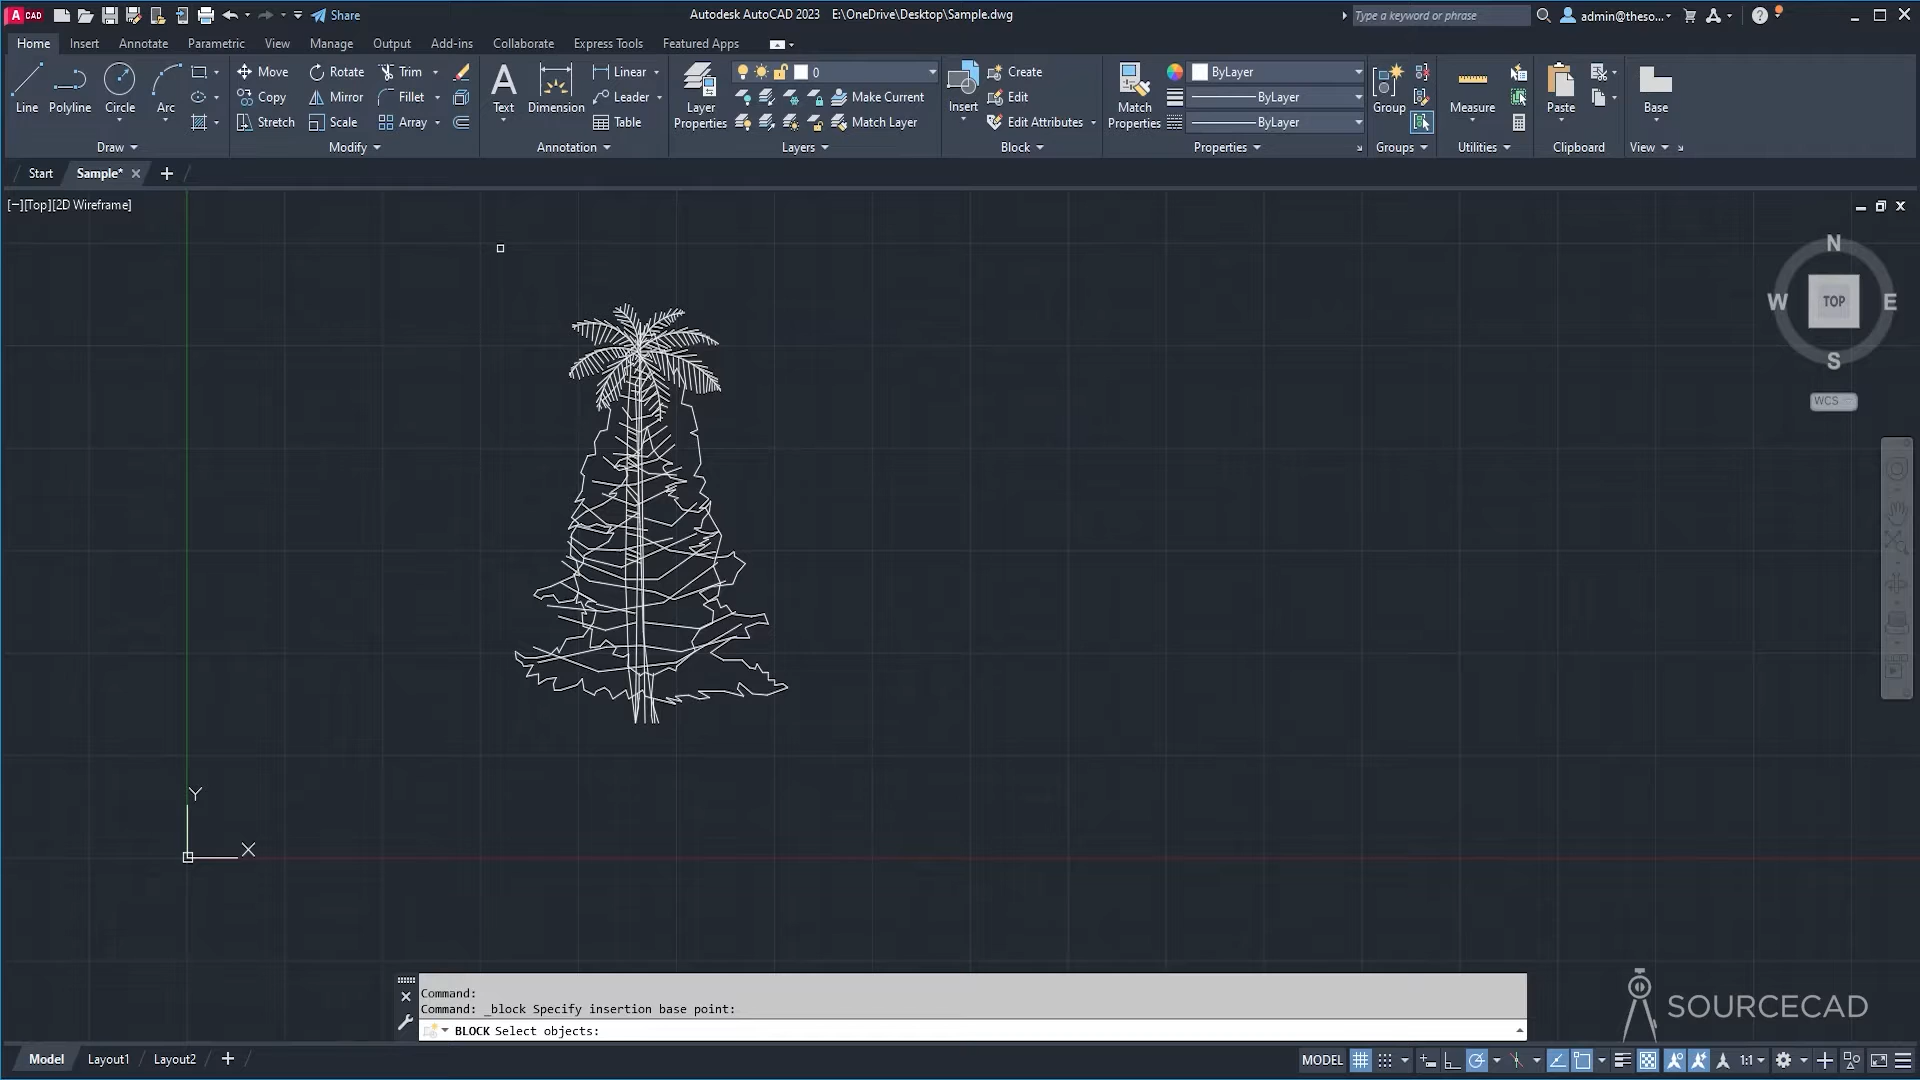 CAD
Share
Autodesk AutoCAD 2023 E:\OneDrive\Desktop\Sample.dwg
Type a keyword or phrase
admin@theso...
Home Insert Annotate Parametric View Manage Output Add-ins Collaborate Express Tools Featured Apps
Line Polyline Circle Arc
Move Rotate Trim
Copy Mirror Fillet
Stretch Scale Array
Text Dimension
Linear
Leader
Table
Layer
Properties
0
Make Current
Match Layer
Insert
Create
Edit
Edit Attributes
Match
Properties
ByLayer
ByLayer
ByLayer
Group
Measure
Paste
Base
Draw Modify Annotation Layers Block Properties Groups Utilities Clipboard View
Start Sample*
[−][Top][2D Wireframe]
N
W TOP E
S
WCS
Y
X
Command:
Command: _block Specify insertion base point:
BLOCK Select objects:
SOURCECAD
Model Layout1 Layout2
MODEL 1:1